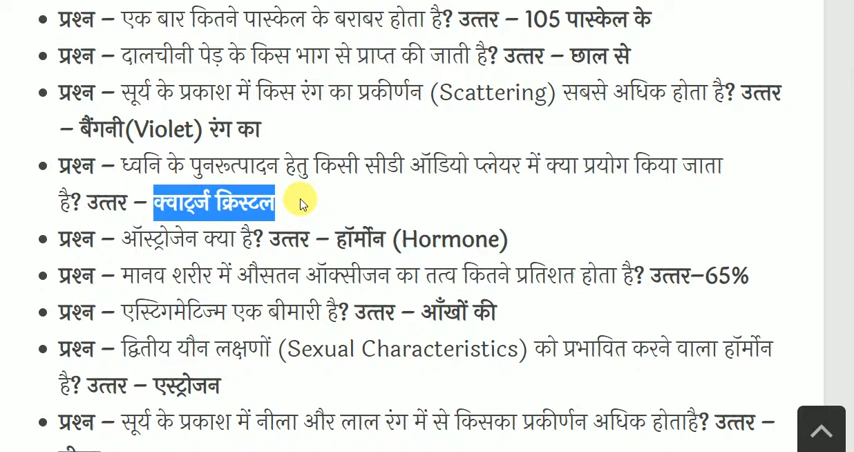 प्रश्न – एक बार कितने पास्केल के बराबर होता है? उत्तर – 105 पास्केल के
प्रश्न – दालचीनी पेड़ के किस भाग से प्राप्त की जाती है? उत्तर – छाल से
प्रश्न – सूर्य के प्रकाश में किस रंग का प्रकीर्णन (Scattering) सबसे अधिक होता है? उत्तर
– बैंगनी(Violet) रंग का
प्रश्न – ध्वनि के पुनरूत्पादन हेतु किसी सीडी ऑडियो प्लेयर में क्या प्रयोग किया जाता
है? उत्तर – क्वार्ट्ज क्रिस्टल
प्रश्न – ऑस्ट्रोजेन क्या है? उत्तर – हॉर्मोन (Hormone)
प्रश्न – मानव शरीर में औसतन ऑक्सीजन का तत्व कितने प्रतिशत होता है? उत्तर–65%
प्रश्न – एस्टिगमेटिज्म एक बीमारी है? उत्तर – आँखों की
प्रश्न – द्वितीय यौन लक्षणों (Sexual Characteristics) को प्रभावित करने वाला हॉर्मोन
है? उत्तर – एस्ट्रोजन
प्रश्न – सूर्य के प्रकाश में नीला और लाल रंग में से किसका प्रकीर्णन अधिक होताहै? उत्तर –